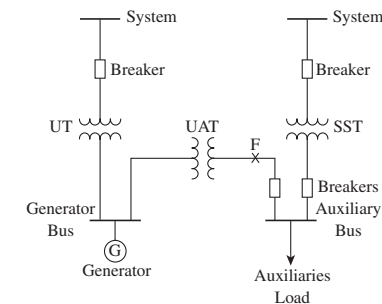 System
System
Breaker
Breaker
UT
UAT
SST
F
Generator
Bus
Breakers
Auxiliary
Bus
G
Generator
Auxiliaries
Load